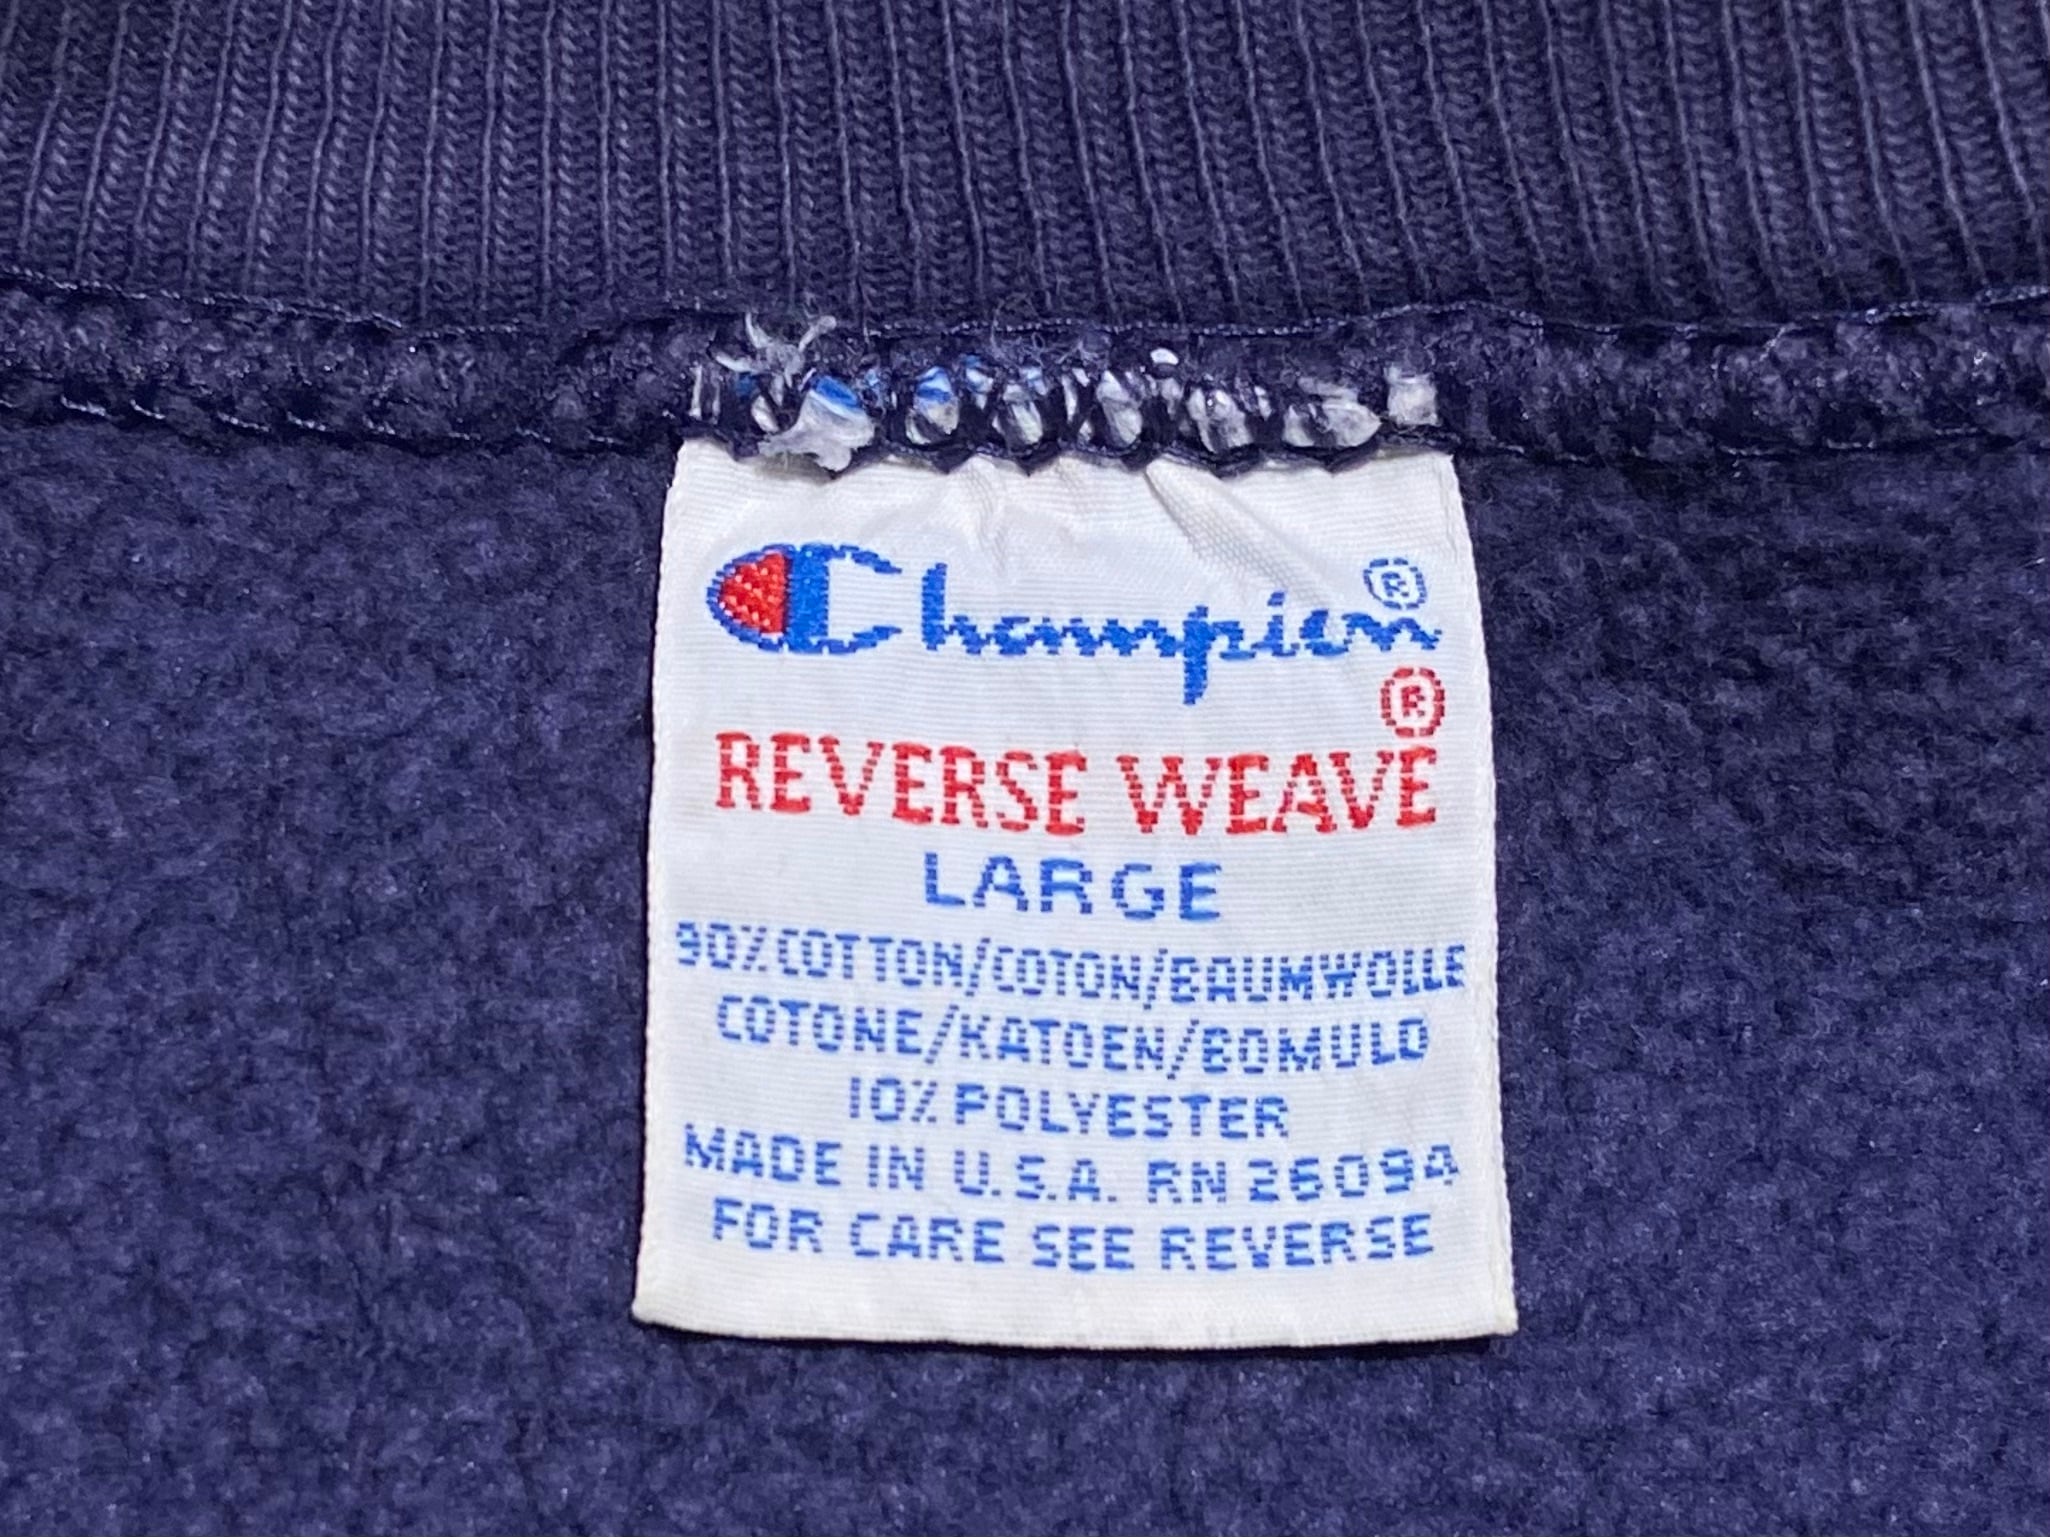 Champion®
®
REVERSE WEAVE
LARGE
90% COTTON/COTON/BAUMWOLLE
COTONE/KATOEN/BOMULD
10% POLYESTER
MADE IN U.S.A. RN 26094
FOR CARE SEE REVERSE